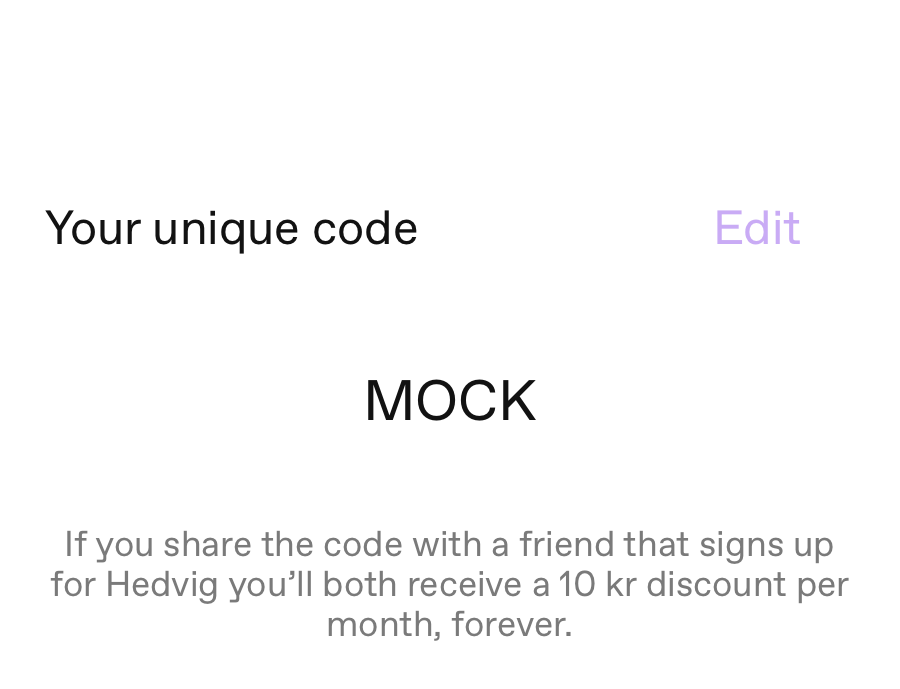 Your unique code
Edit
MOCK
If you share the code with a friend that signs up
for Hedvig you’ll both receive a 10 kr discount per
month, forever.